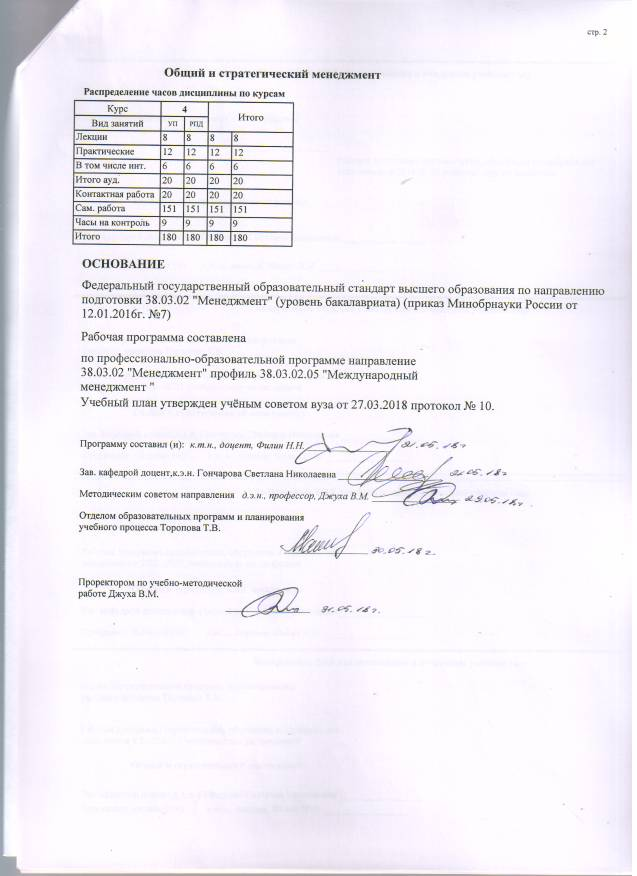 стр. 2
Общий и стратегический менеджмент
Распределение часов дисциплины по курсам
Курс 4 Итого
Вид занятий УП РПД
Лекции 8 8 8 8
Практические 12 12 12 12
В том числе инт. 6 6 6 6
Итого ауд. 20 20 20 20
Контактная работа 20 20 20 20
Сам. работа 151 151 151 151
Часы на контроль 9 9 9 9
Итого 180 180 180 180
ОСНОВАНИЕ
Федеральный государственный образовательный стандарт высшего образования по направлению
подготовки 38.03.02 "Менеджмент" (уровень бакалавриата) (приказ Минобрнауки России от
12.01.2016г. №7)
Рабочая программа составлена
по профессионально-образовательной программе направление
38.03.02 "Менеджмент" профиль 38.03.02.05 "Международный
менеджмент "
Учебный план утвержден учёным советом вуза от 27.03.2018 протокол № 10.
Программу составил (и): к.т.н., доцент, Филин Н.Н. 21.05.18г
Зав. кафедрой доцент,к.э.н. Гончарова Светлана Николаевна 21.05.18г
Методическим советом направления д.э.н., профессор, Джуха В.М. 29.05.18г.
Отделом образовательных программ и планирования
учебного процесса Торопова Т.В.
30.05.18г.
Проректором по учебно-методической
работе Джуха В.М.
31.05.18г.